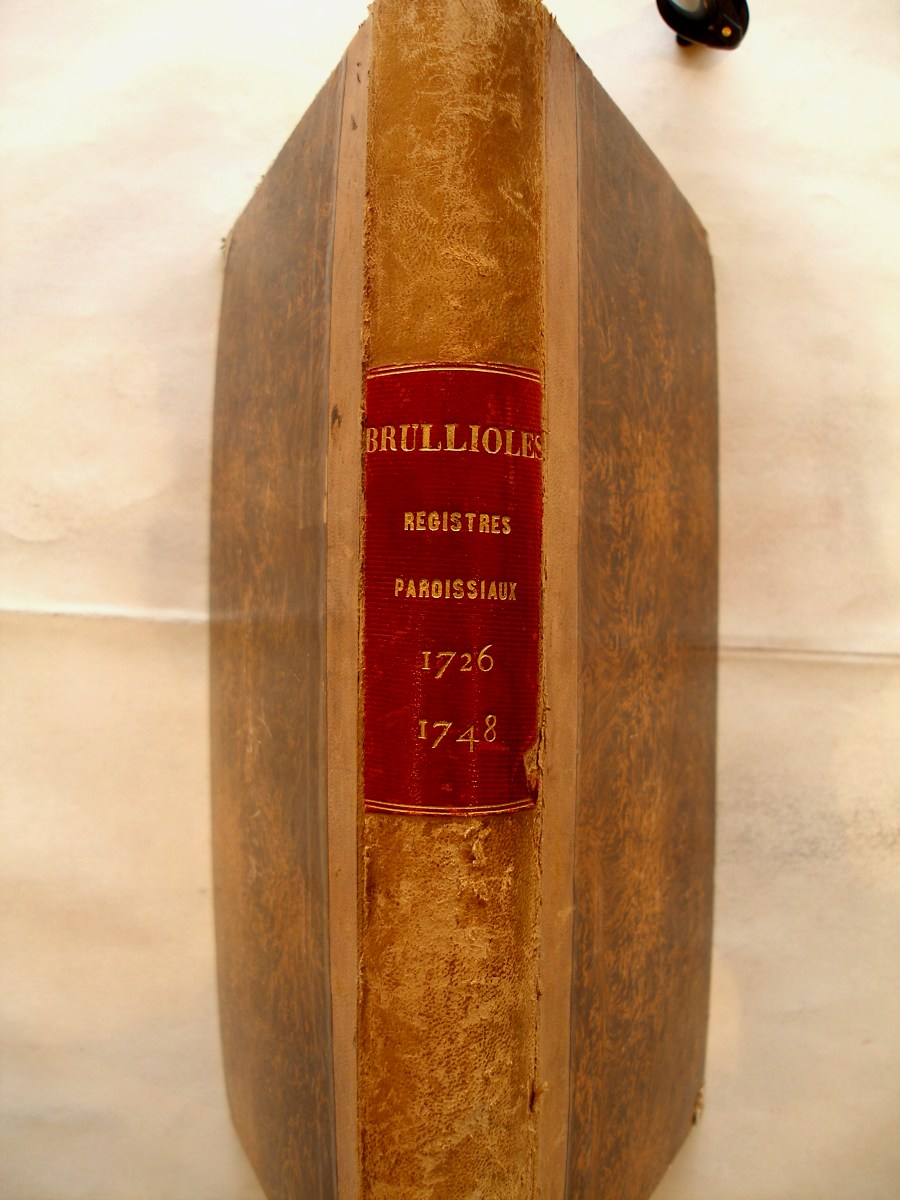 BRULLIOLES
REGISTRES
PAROISSIAUX
1726
1748